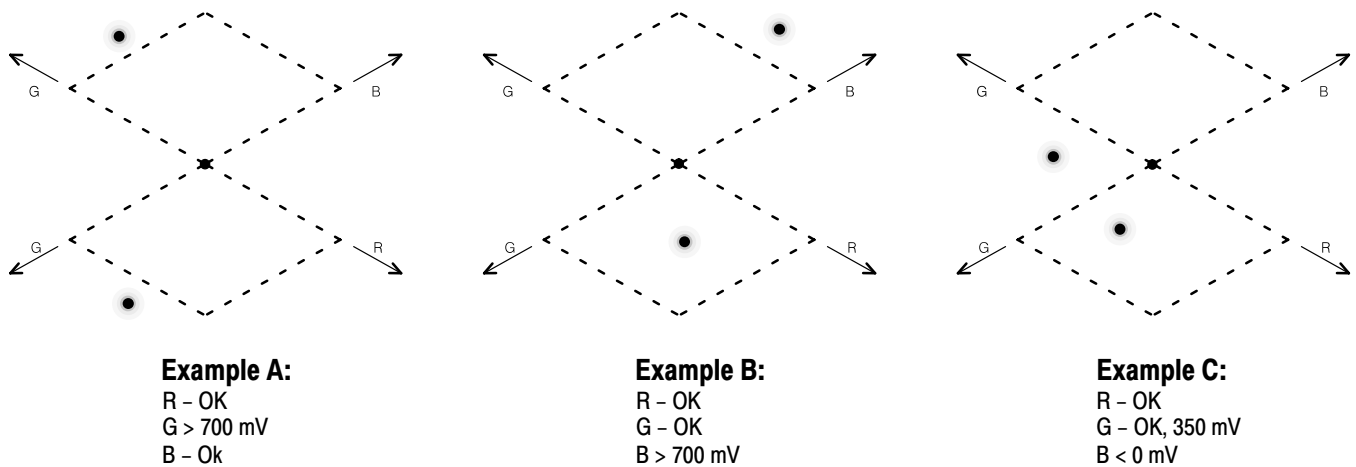 G
B
G
B
G
B
G
R
G
R
G
R
Example A:
R – OK
G > 700 mV
B – Ok
Example B:
R – OK
G – OK
B > 700 mV
Example C:
R – OK
G – OK, 350 mV
B < 0 mV